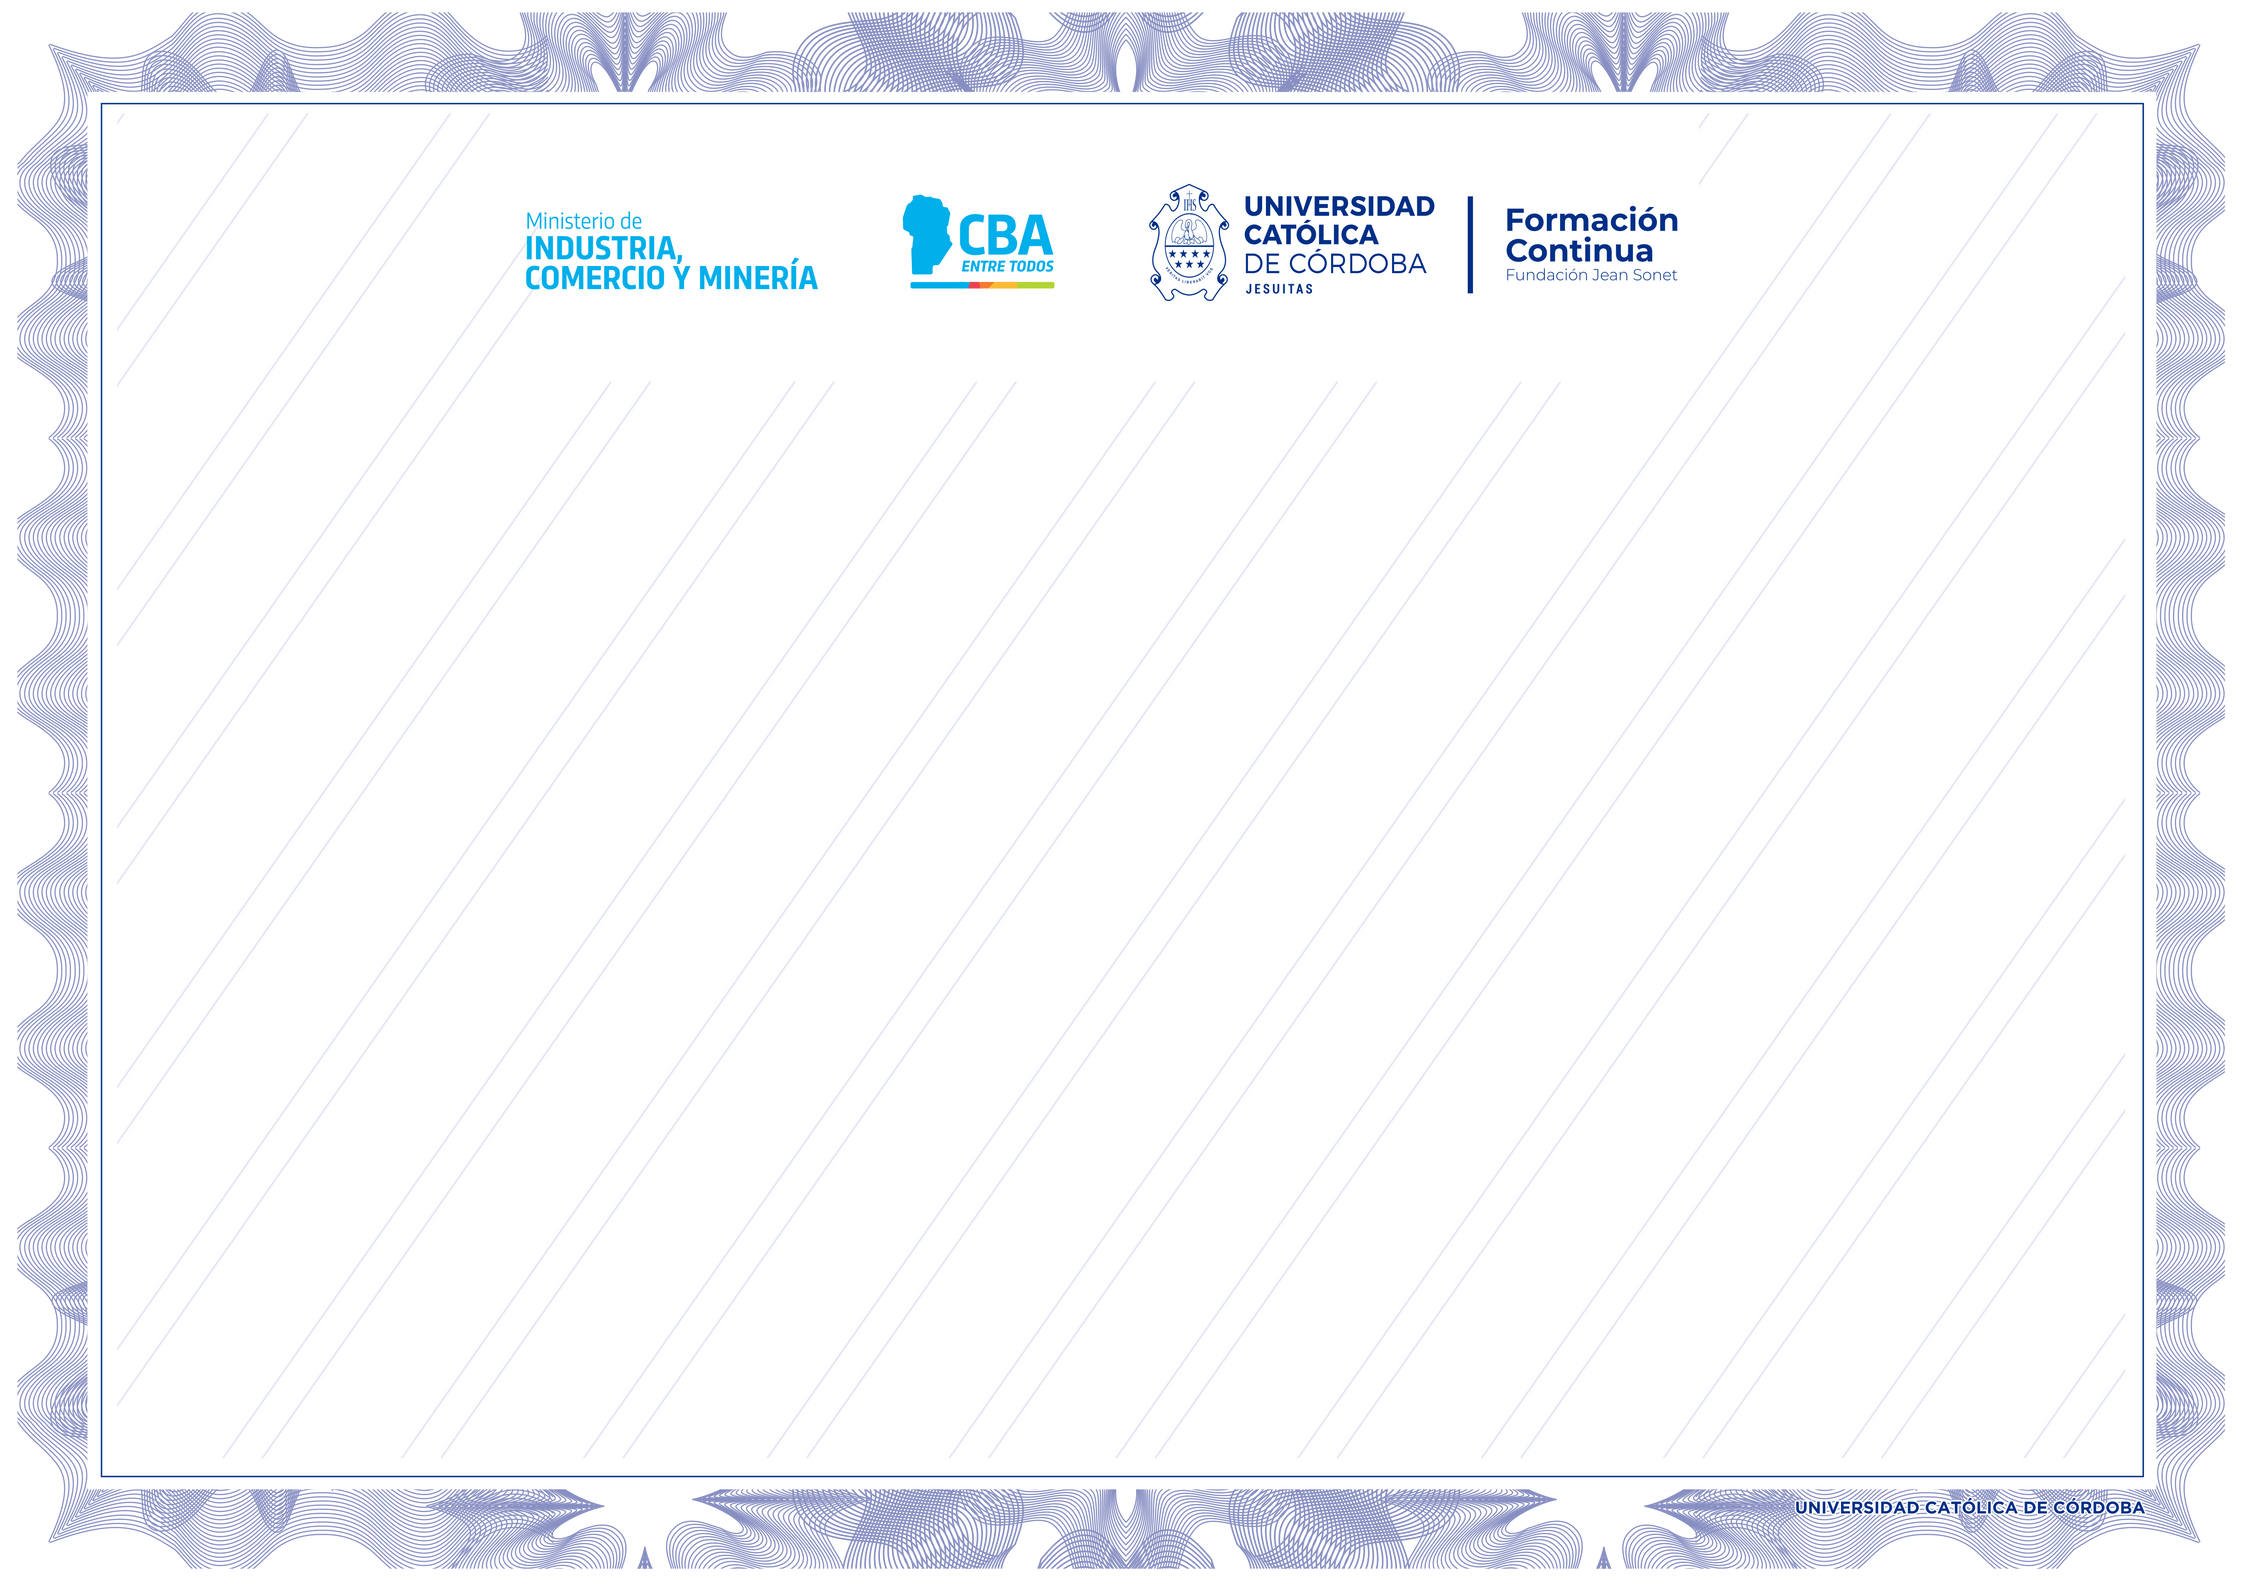 Ministerio de
INDUSTRIA,
COMERCIO Y MINERÍA
CBA
ENTRE TODOS
IHS
UNIVERSIDAD
CATÓLICA
DE CÓRDOBA
JESUITAS
Formación
Continua
Fundación Jean Sonet
UNIVERSIDAD CATÓLICA DE CÓRDOBA